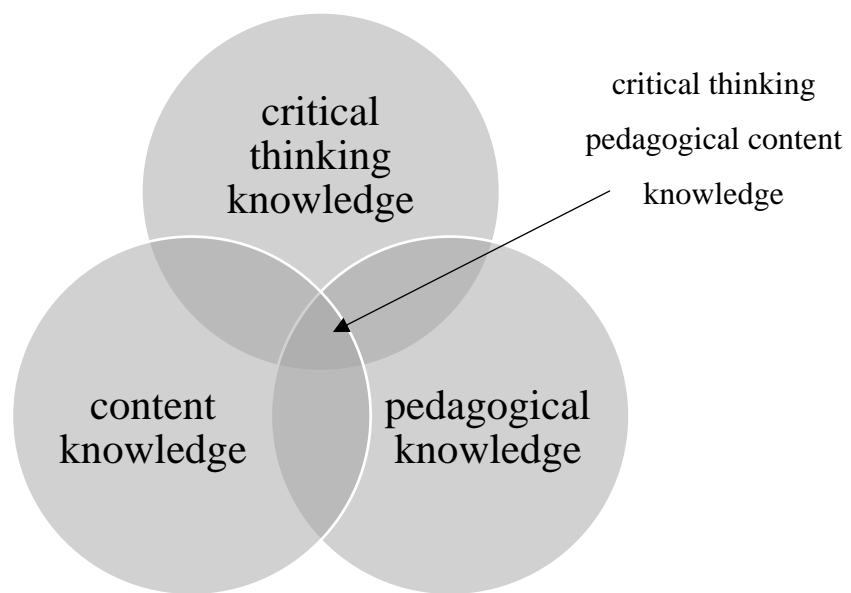 critical
thinking
knowledge
critical thinking
pedagogical content
knowledge
content
knowledge
pedagogical
knowledge